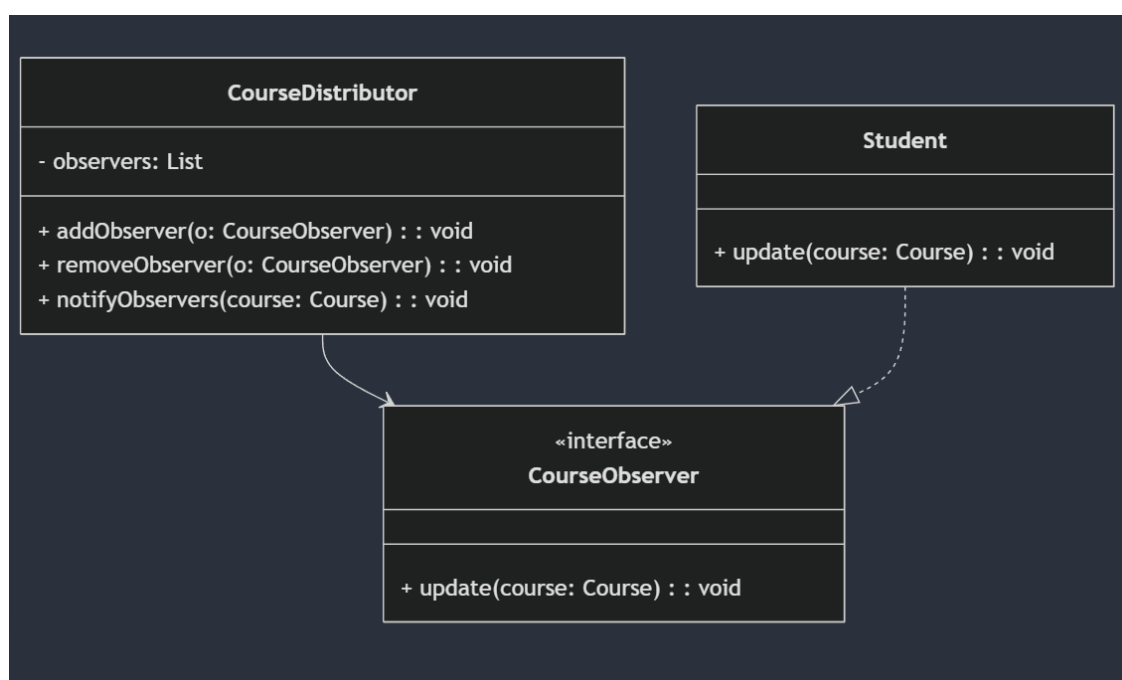 CourseDistributor
- observers: List
+ addObserver(o: CourseObserver) : : void
+ removeObserver(o: CourseObserver) : : void
+ notifyObservers(course: Course) : : void
Student
+ update(course: Course) : : void
«interface»
CourseObserver
+ update(course: Course) : : void